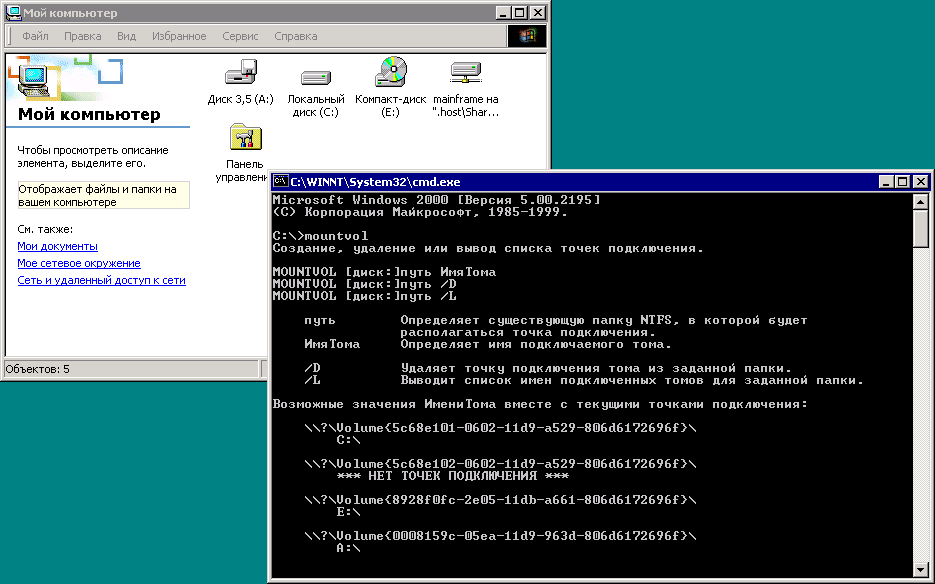 Мой компьютер
Файл Правка Вид Избранное Сервис Справка
Диск 3,5 (A:)
Локальный
диск (C:)
Компакт-диск
(E:)
mainframe на
".host\Shar...
Панель
управлен
Мой компьютер
Чтобы просмотреть описание
элемента, выделите его.
Отображает файлы и папки на
вашем компьютере
См. также:
Мои документы
Мое сетевое окружение
Сеть и удаленный доступ к сети
Объектов: 5
C:\WINNT\System32\cmd.exe
Microsoft Windows 2000 [Версия 5.00.2195]
(С) Корпорация Майкрософт, 1985-1999.
C:\>mountvol
Создание, удаление или вывод списка точек подключения.
MOUNTVOL [диск:]путь ИмяТома
MOUNTVOL [диск:]путь /D
MOUNTVOL [диск:]путь /L
путь Определяет существующую папку NTFS, в которой будет
располагаться точка подключения.
ИмяТома Определяет имя подключаемого тома.
/D Удаляет точку подключения тома из заданной папки.
/L Выводит список имен подключенных томов для заданной папки.
Возможные значения ИмениТома вместе с текущими точками подключения:
\\?\Volume{5c68e101-0602-11d9-a529-806d6172696f}\
C:\
\\?\Volume{5c68e102-0602-11d9-a529-806d6172696f}\
*** НЕТ ТОЧЕК ПОДКЛЮЧЕНИЯ ***
\\?\Volume{8928f0fc-2e05-11db-a661-806d6172696f}\
E:\
\\?\Volume{0008159c-05ea-11d9-963d-806d6172696f}\
A:\